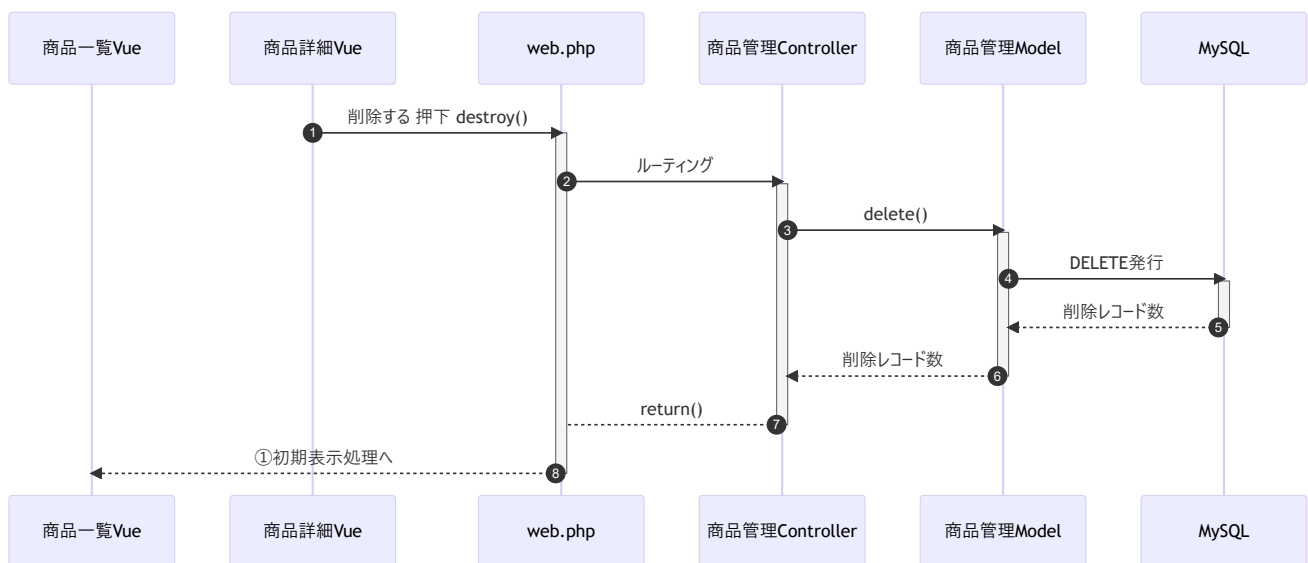 商品一覧Vue
商品詳細Vue
web.php
商品管理Controller
商品管理Model
MySQL
削除する 押下 destroy()
1
ルーティング
2
delete()
3
DELETE発行
4
削除レコード数
5
削除レコード数
6
return()
7
①初期表示処理へ
8
商品一覧Vue
商品詳細Vue
web.php
商品管理Controller
商品管理Model
MySQL